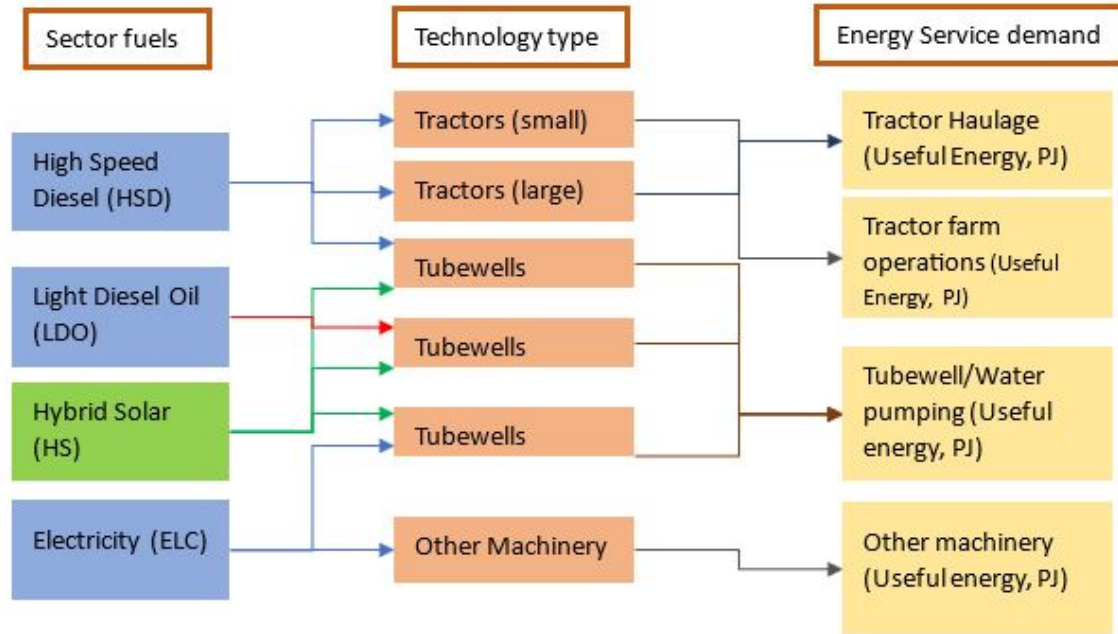 Sector fuels
Technology type
Energy Service demand
High Speed
Diesel (HSD)
Light Diesel Oil
(LDO)
Hybrid Solar
(HS)
Electricity (ELC)
Tractors (small)
Tractors (large)
Tubewells
Tubewells
Tubewells
Other Machinery
Tractor Haulage
(Useful Energy, PJ)
Tractor farm
operations (Useful
Energy, PJ)
Tubewell/Water
pumping (Useful
energy, PJ)
Other machinery
(Useful energy, PJ)